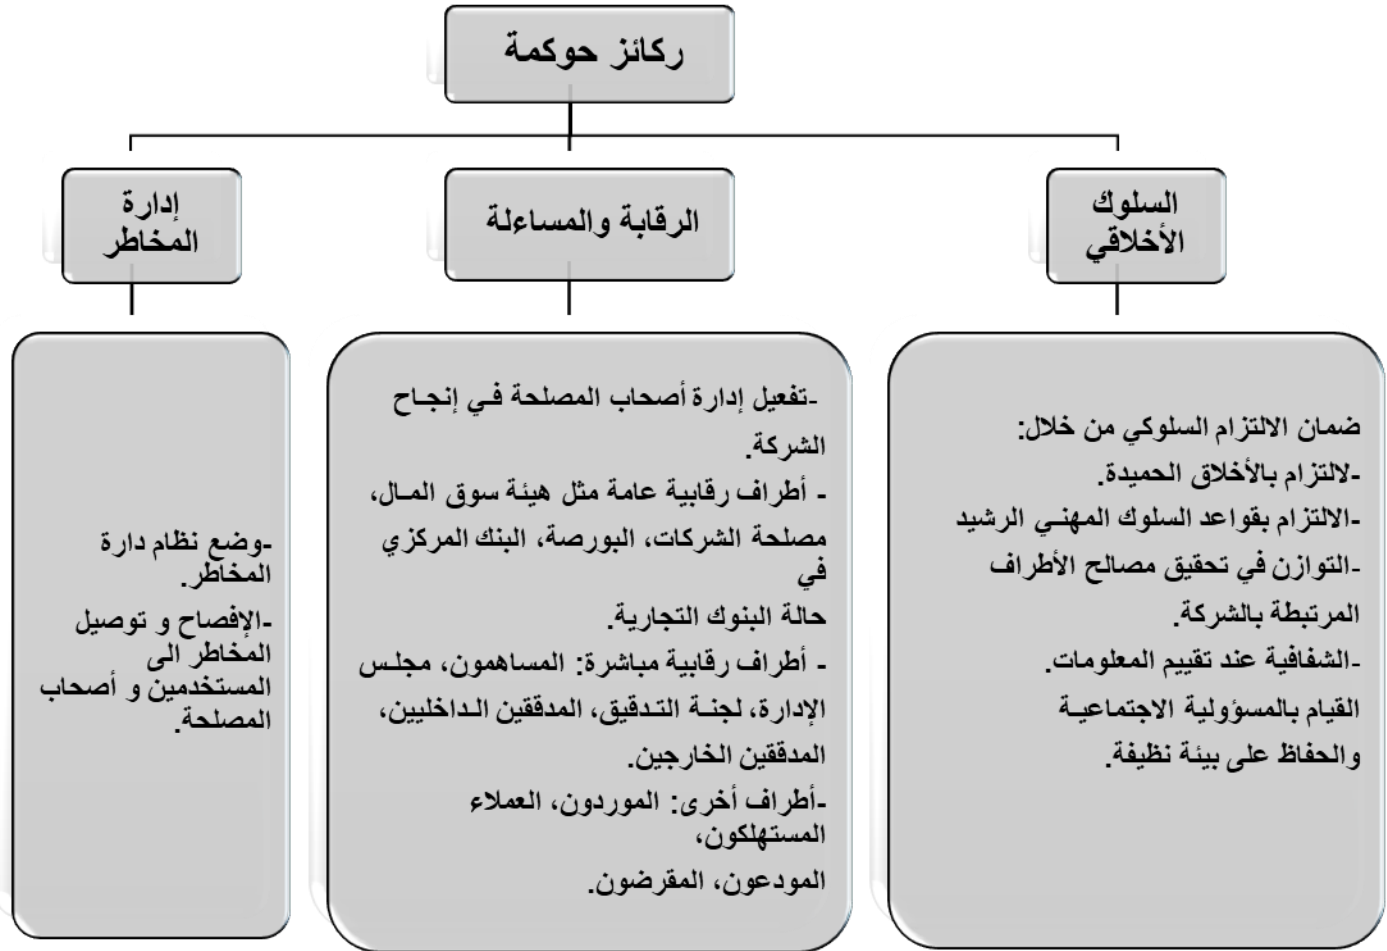 ركائز حوكمة
السلوك
الأخلاقي
الرقابة والمساءلة
إدارة
المخاطر
ضمان الالتزام السلوكي من خلال:
-لالتزام بالأخلاق الحميدة.
-الالتزام بقواعد السلوك المهني الرشيد
-التوازن في تحقيق مصالح الأطراف
المرتبطة بالشركة.
-الشفافية عند تقييم المعلومات.
القيام بالمسؤولية الاجتماعية
والحفاظ على بيئة نظيفة.
-تفعيل إدارة أصحاب المصلحة في إنجاح
الشركة.
- أطراف رقابية عامة مثل هيئة سوق المال،
مصلحة الشركات، البورصة، البنك المركزي
في
حالة البنوك التجارية.
- أطراف رقابية مباشرة: المساهمون، مجلس
الإدارة، لجنة التدقيق، المدققين الداخليين،
المدققين الخارجين.
-أطراف أخرى: الموردون، العملاء
المستهلكون،
المودعون، المقرضون.
-وضع نظام دارة
المخاطر.
-الإفصاح و توصيل
المخاطر الى
المستخدمين و أصحاب
المصلحة.